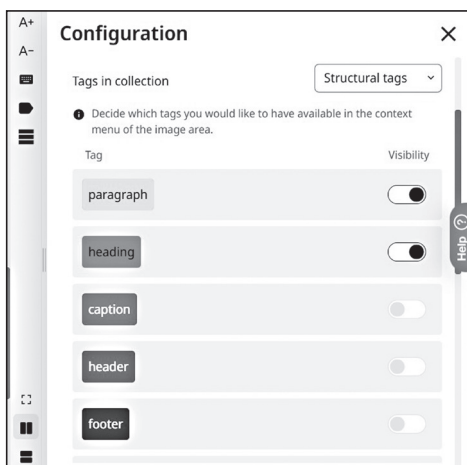 A+
A−
Configuration
Tags in collection
Structural tags
Decide which tags you would like to have available in the context
menu of the image area.
Tag
Visibility
paragraph
heading
caption
header
footer
Help